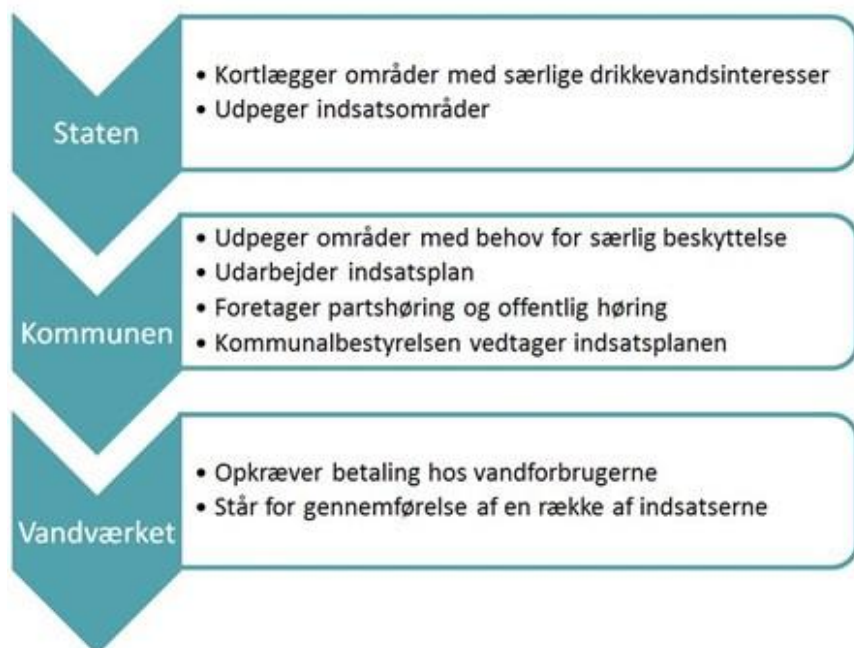 Staten
• Kortlægger områder med særlige drikkevandsinteresser
• Udpeger indsatsområder
Kommunen
• Udpeger områder med behov for særlig beskyttelse
• Udarbejder indsatsplan
• Foretager partshøring og offentlig høring
• Kommunalbestyrelsen vedtager indsatsplanen
Vandværket
• Opkræver betaling hos vandforbrugerne
• Står for gennemførelse af en række af indsatserne